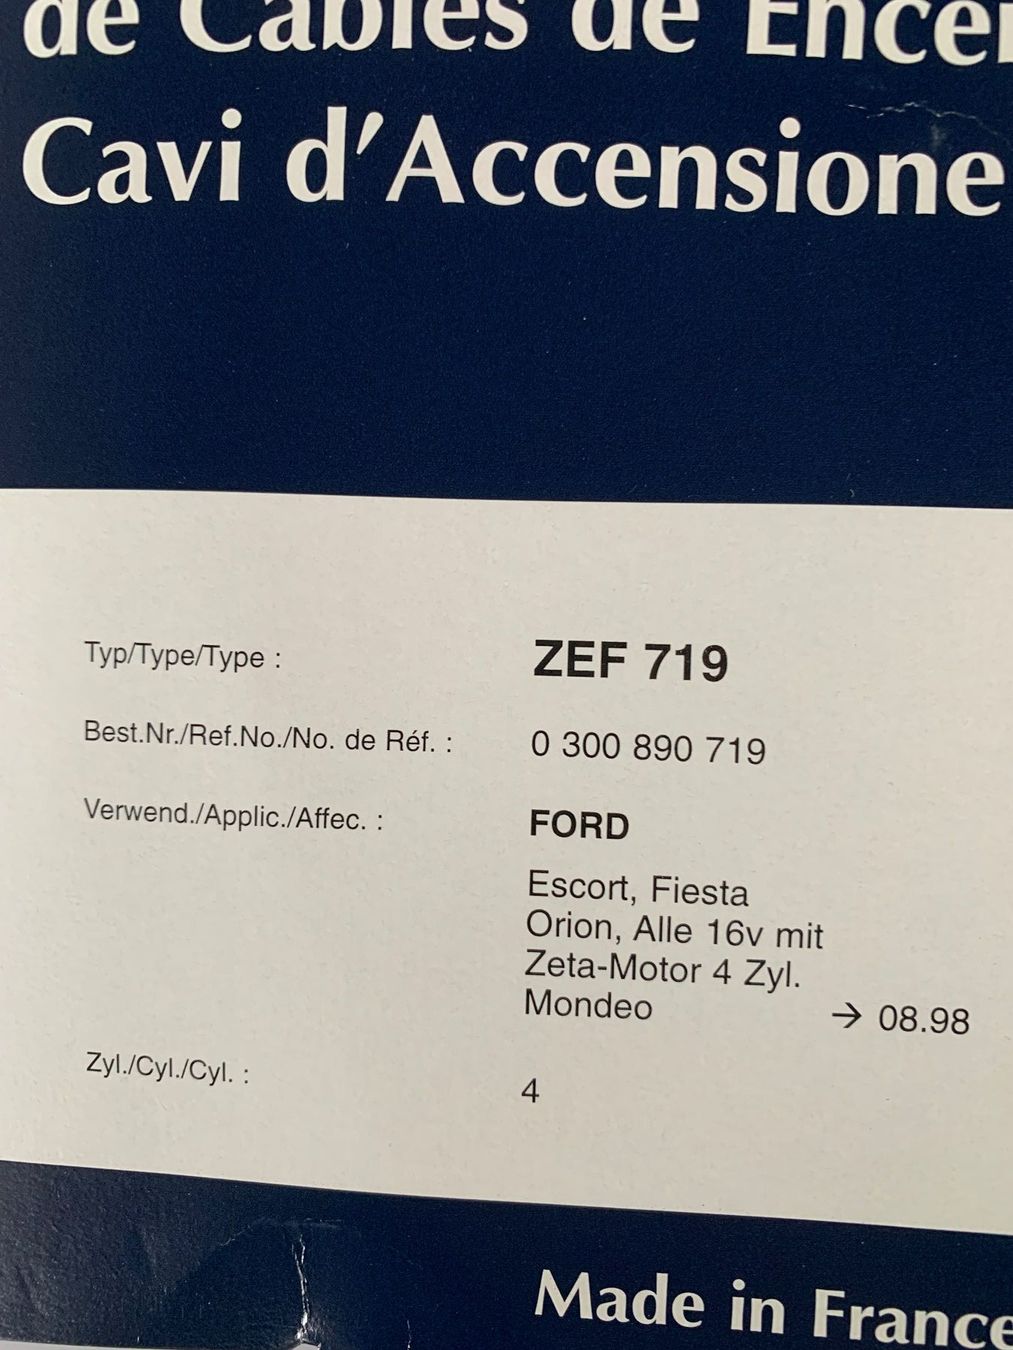 de Cables de
Cavi d'Accensione
Typ/Type/Type : ZEF 719
Best.Nr./Ref.No./No. de Réf. : 0 300 890 719
Verwend./Applic./Affec. : FORD
Escort, Fiesta
Orion, Alle 16v mit
Zeta-Motor 4 Zyl.
Mondeo → 08.98
Zyl./Cyl./Cyl. : 4
Made in France